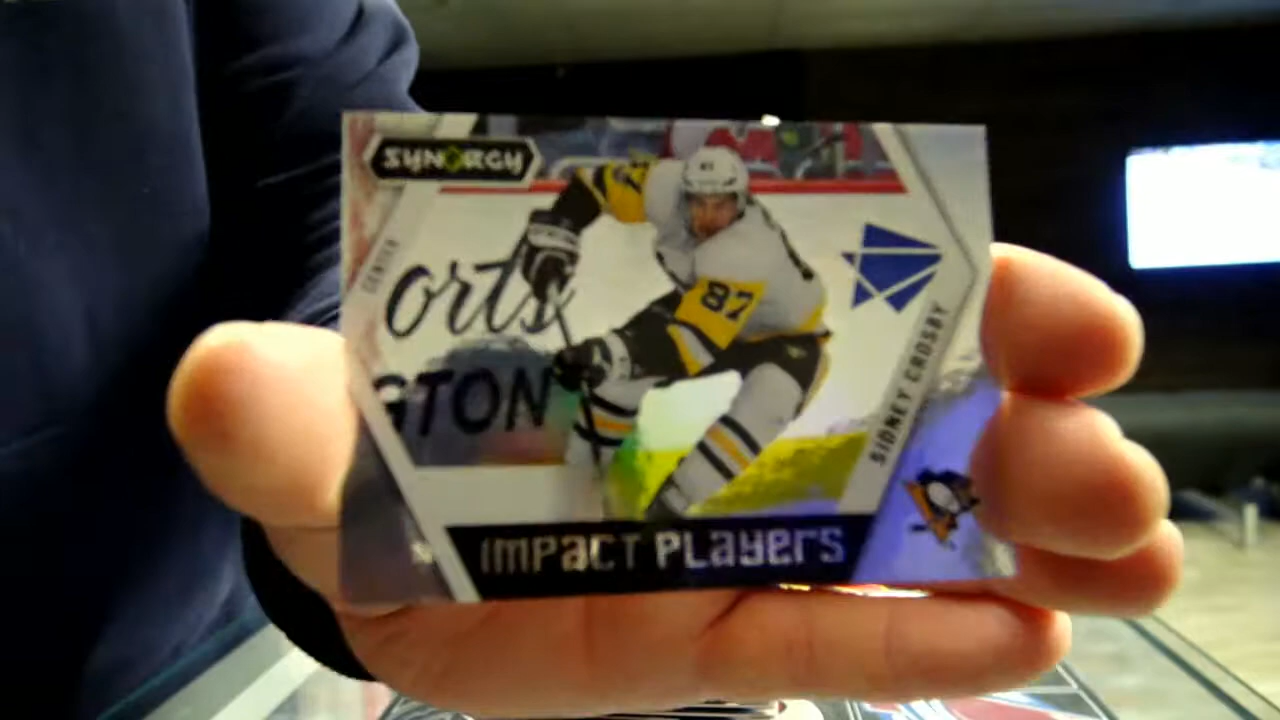 SYNERGY
CENTER
orts
GTON
87
SIDNEY CROSBY
IMPACT PLAYERS